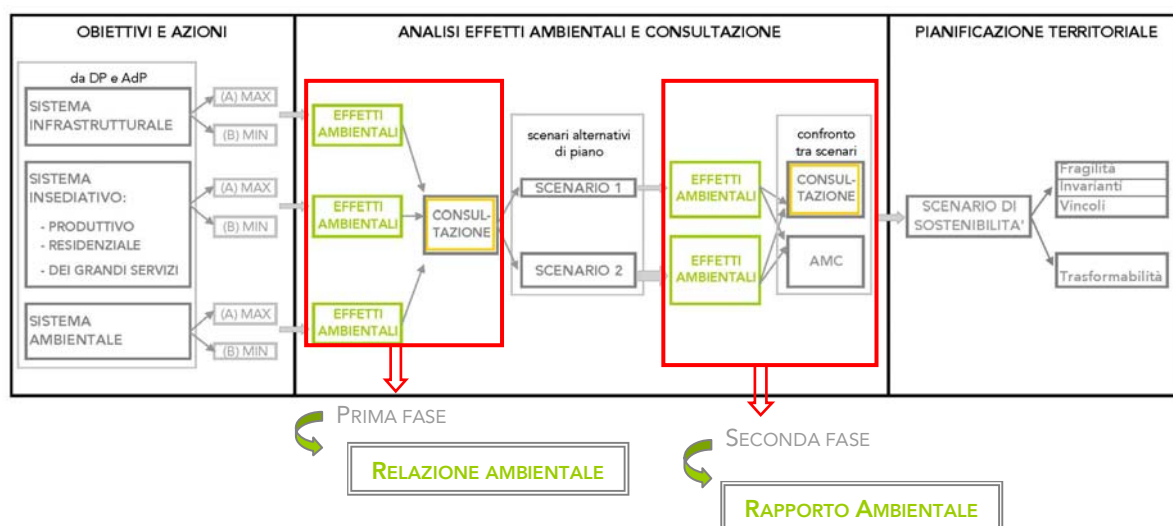 OBIETTIVI E AZIONI
da DP e AdP
SISTEMA
INFRASTRUTTURALE
(A) MAX
(B) MIN
SISTEMA
INSEDIATIVO:
- PRODUTTIVO
- RESIDENZIALE
- DEI GRANDI SERVIZI
(A) MAX
(B) MIN
SISTEMA
AMBIENTALE
(A) MAX
(B) MIN
ANALISI EFFETTI AMBIENTALI E CONSULTAZIONE
EFFETTI
AMBIENTALI
EFFETTI
AMBIENTALI
EFFETTI
AMBIENTALI
CONSUL-
TAZIONE
scenari alternativi
di piano
SCENARIO 1
SCENARIO 2
EFFETTI
AMBIENTALI
EFFETTI
AMBIENTALI
confronto
tra scenari
CONSUL-
TAZIONE
AMC
PIANIFICAZIONE TERRITORIALE
SCENARIO DI
SOSTENIBILITA'
Fragilità
Invarianti
Vincoli
Trasformabilità
PRIMA FASE
RELAZIONE AMBIENTALE
SECONDA FASE
RAPPORTO AMBIENTALE